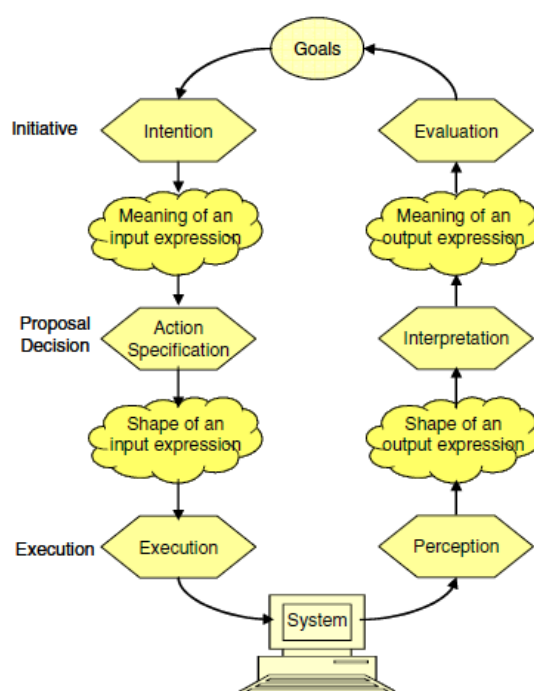 Goals
Initiative
Intention
Evaluation
Meaning of an
input expression
Meaning of an
output expression
Proposal
Decision
Action
Specification
Interpretation
Shape of an
input expression
Shape of an
output expression
Execution
Execution
Perception
System